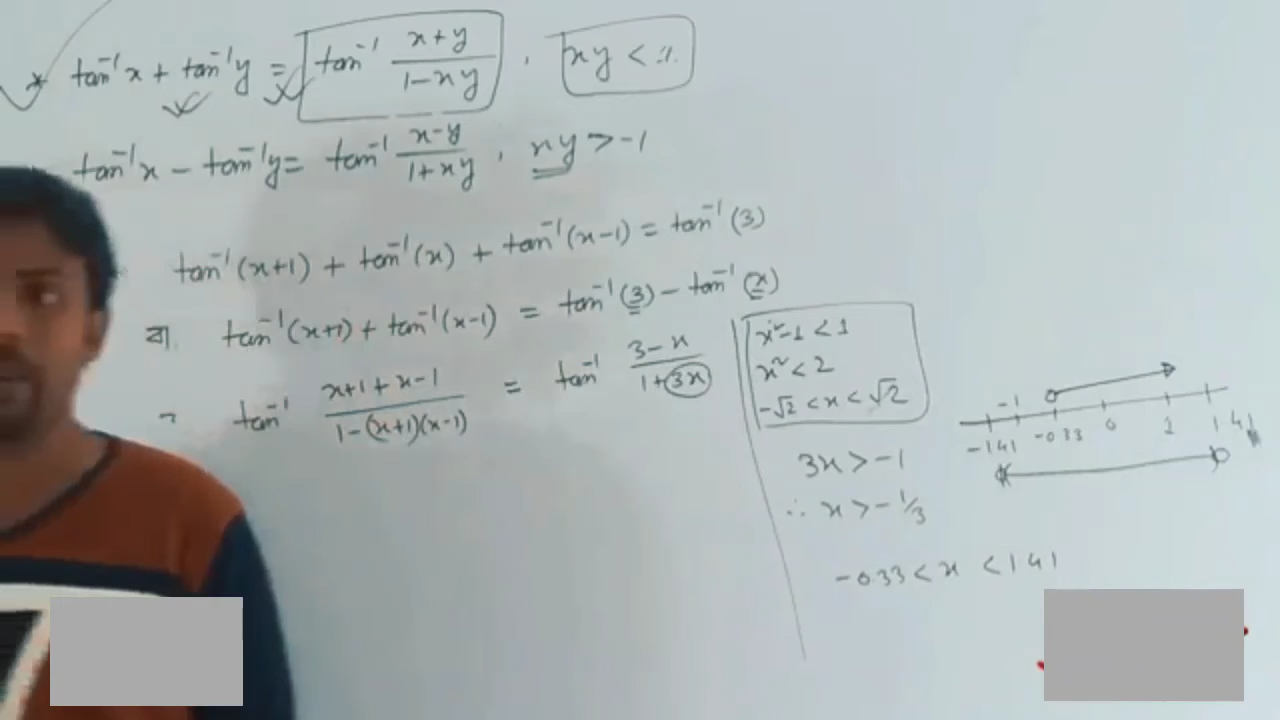 * tan⁻¹x + tan⁻¹y = tan⁻¹ (x+y)/(1-xy) , xy < 1.
tan⁻¹x - tan⁻¹y = tan⁻¹ (x-y)/(1+xy) , xy > -1
tan⁻¹(x+1) + tan⁻¹(x) + tan⁻¹(x-1) = tan⁻¹(3)
বা, tan⁻¹(x+1) + tan⁻¹(x-1) = tan⁻¹(3) - tan⁻¹(x)
tan⁻¹ (x+1+x-1)/(1-(x+1)(x-1)) = tan⁻¹ (3-x)/(1+3x)
x²-1 < 1
x² < 2
-√2 < x < √2
3x > -1
∴ x > -1/3
-0.33 < x < 1.41
-1.41 -1 -0.33 0 1 1.41